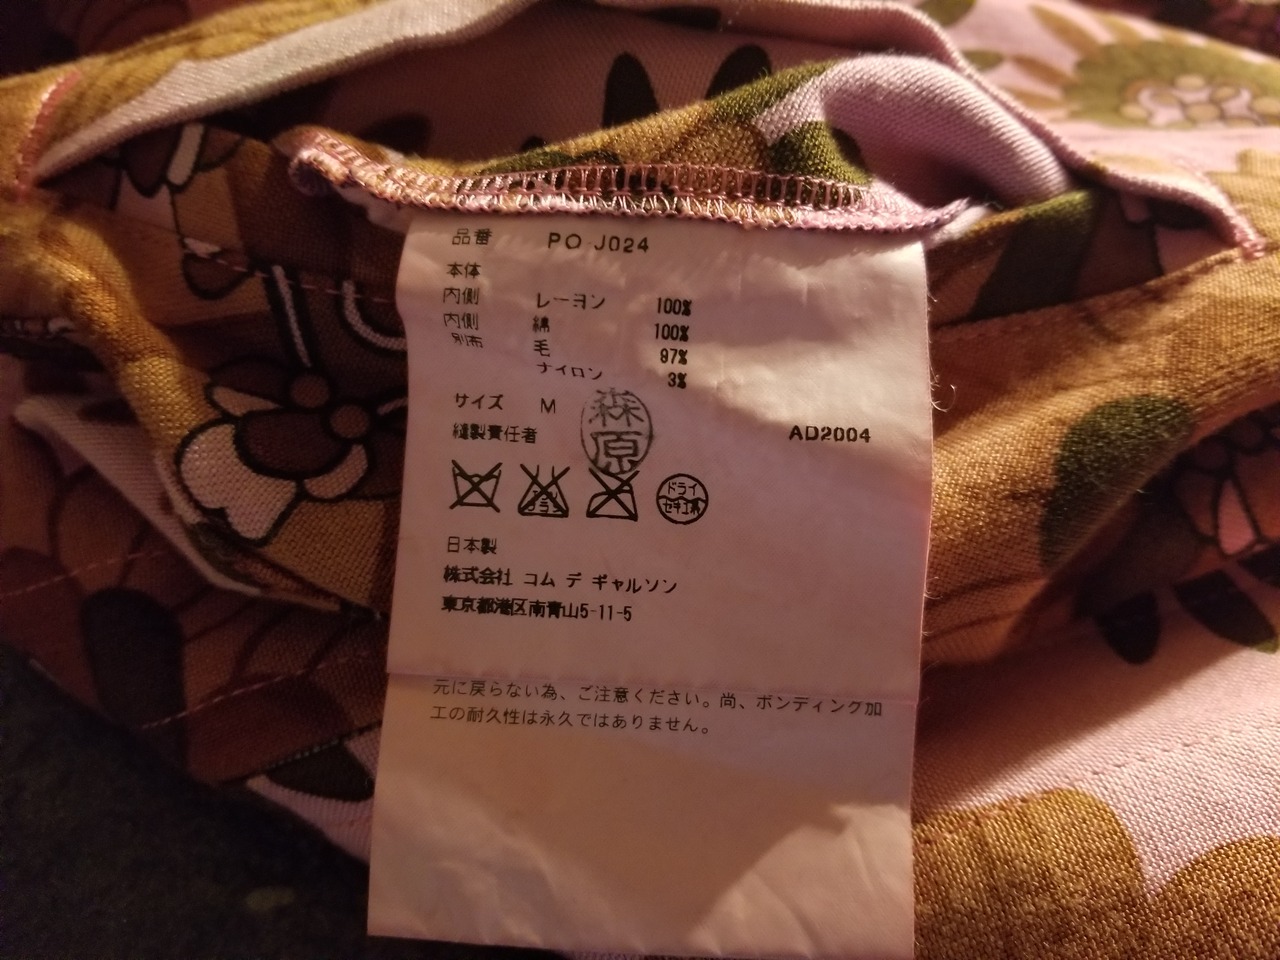 品番 PO-J024
本体
内側 レーヨン 100%
内側 綿 100%
別布 毛 97%
ナイロン 3%
サイズ M
森原
縫製責任者 AD2004
ドライ
セキユ系
日本製
株式会社 コム デ ギャルソン
東京都港区南青山5-11-5
元に戻らない為、ご注意ください。尚、ボンディング加
工の耐久性は永久ではありません。